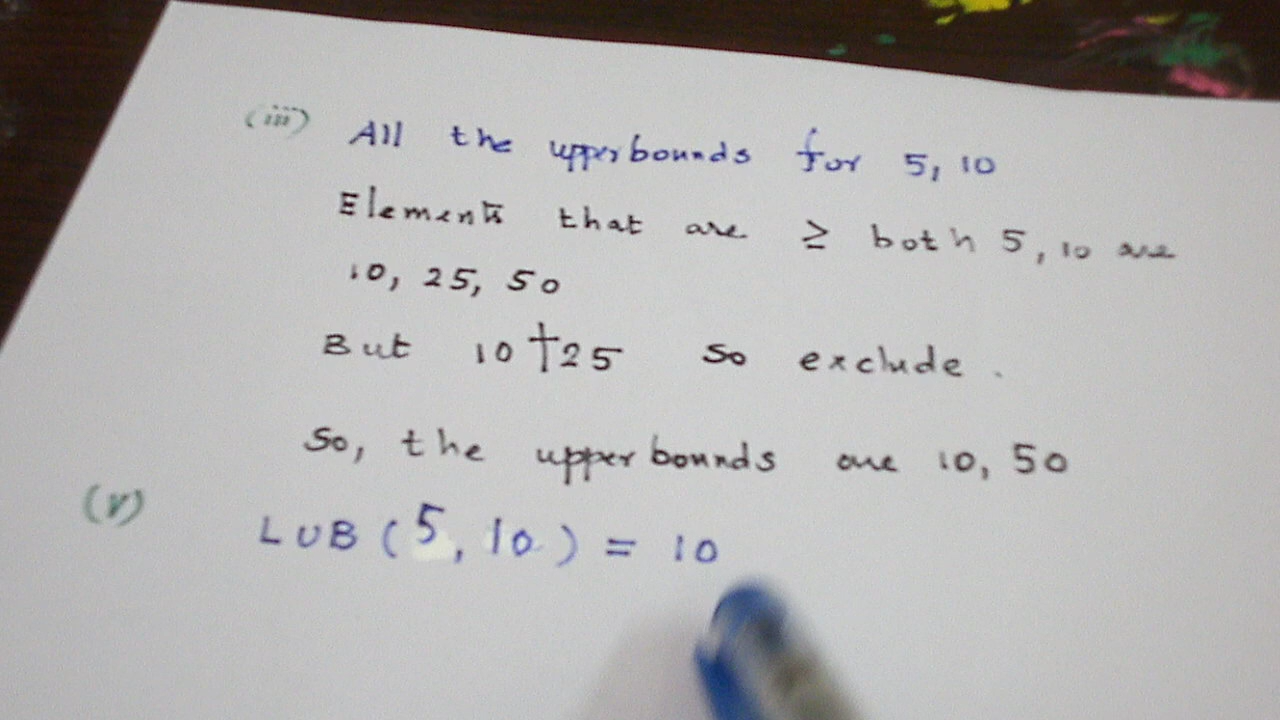 (iii) All the upperbounds for 5, 10
Elements that are ≥ both 5, 10 are
10, 25, 50
But 10∤25 so exclude.
So, the upperbounds are 10, 50
(v) LUB (5, 10) = 10